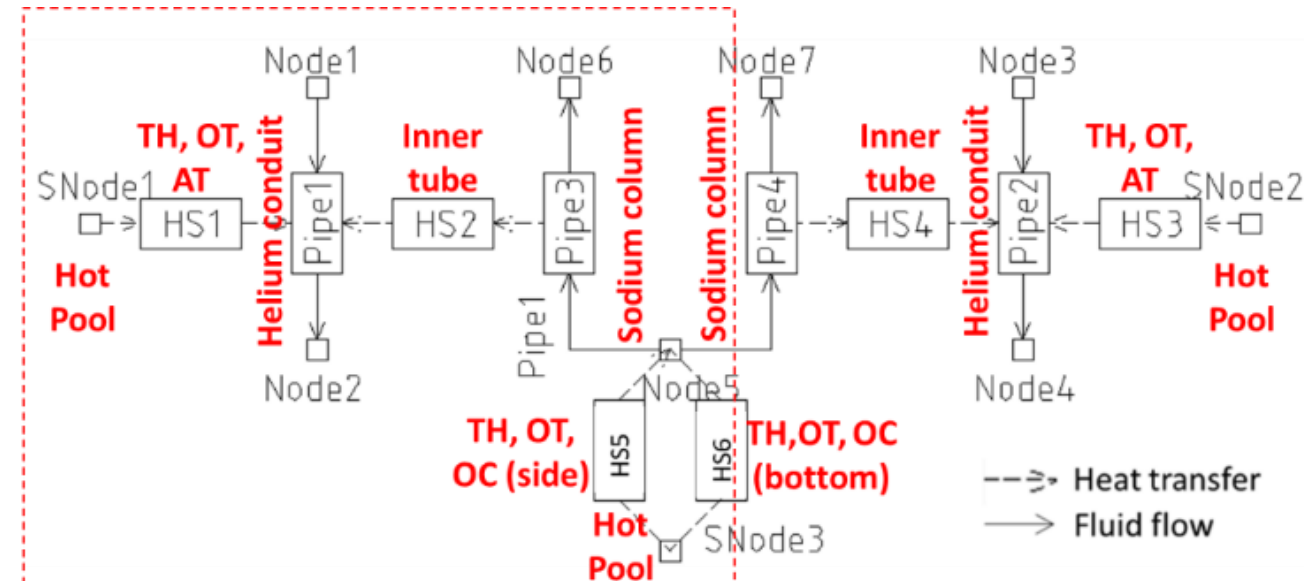 Node1
Node6
Node7
Node3
TH, OT,
AT
Helium conduit
Inner
tube
Sodium column
Sodium column
Inner
tube
Helium conduit
TH, OT,
AT
SNode1
HS1
Pipe1
HS2
Pipe3
Pipe4
HS4
Pipe2
HS3
SNode2
Hot
Pool
Hot
Pool
Pipe1
Node2
Node5
Node4
TH, OT,
OC (side)
HS5
HS6
TH,OT, OC
(bottom)
Hot
Pool
SNode3
Heat transfer
Fluid flow